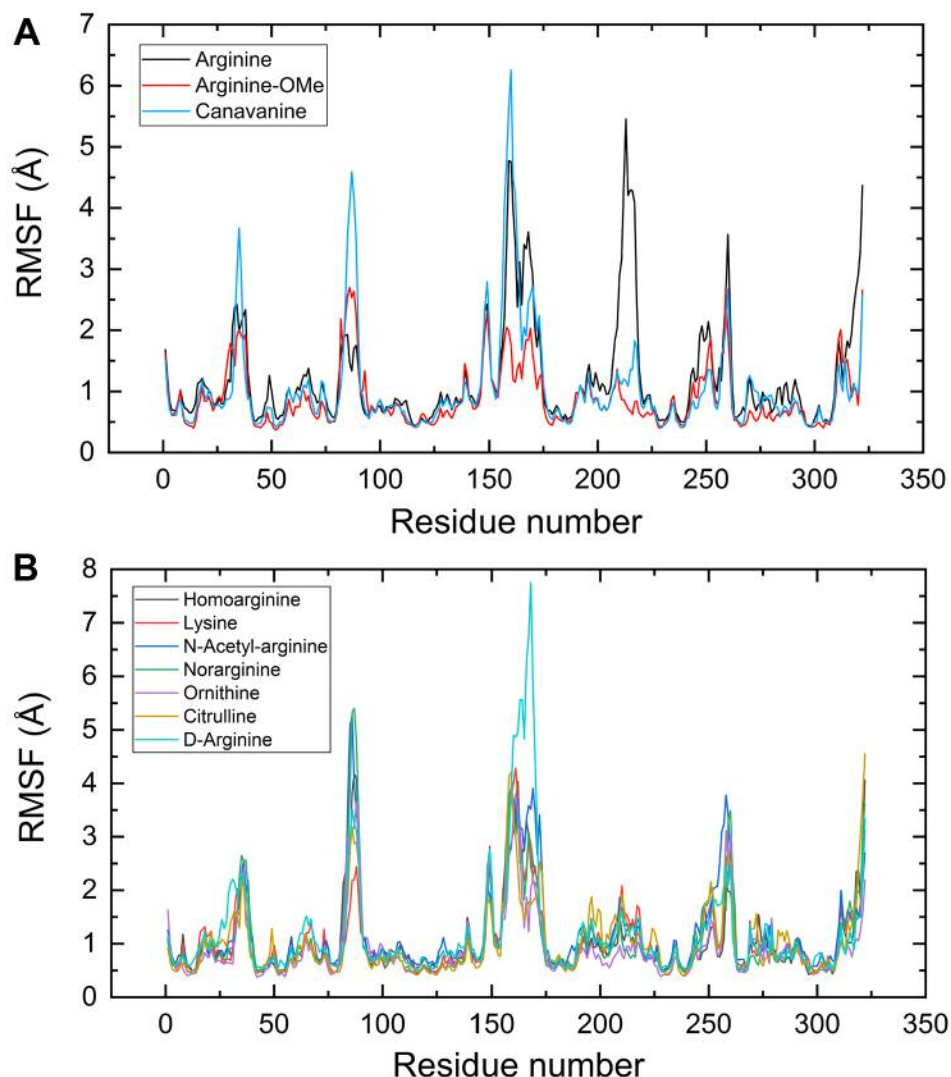 A
7
6
5
4
3
2
1
0
RMSF (Å)
Arginine
Arginine-OMe
Canavanine
0 50 100 150 200 250 300 350
Residue number
B
8
7
6
5
4
3
2
1
0
RMSF (Å)
Homoarginine
Lysine
N-Acetyl-arginine
Norarginine
Ornithine
Citrulline
D-Arginine
0 50 100 150 200 250 300 350
Residue number